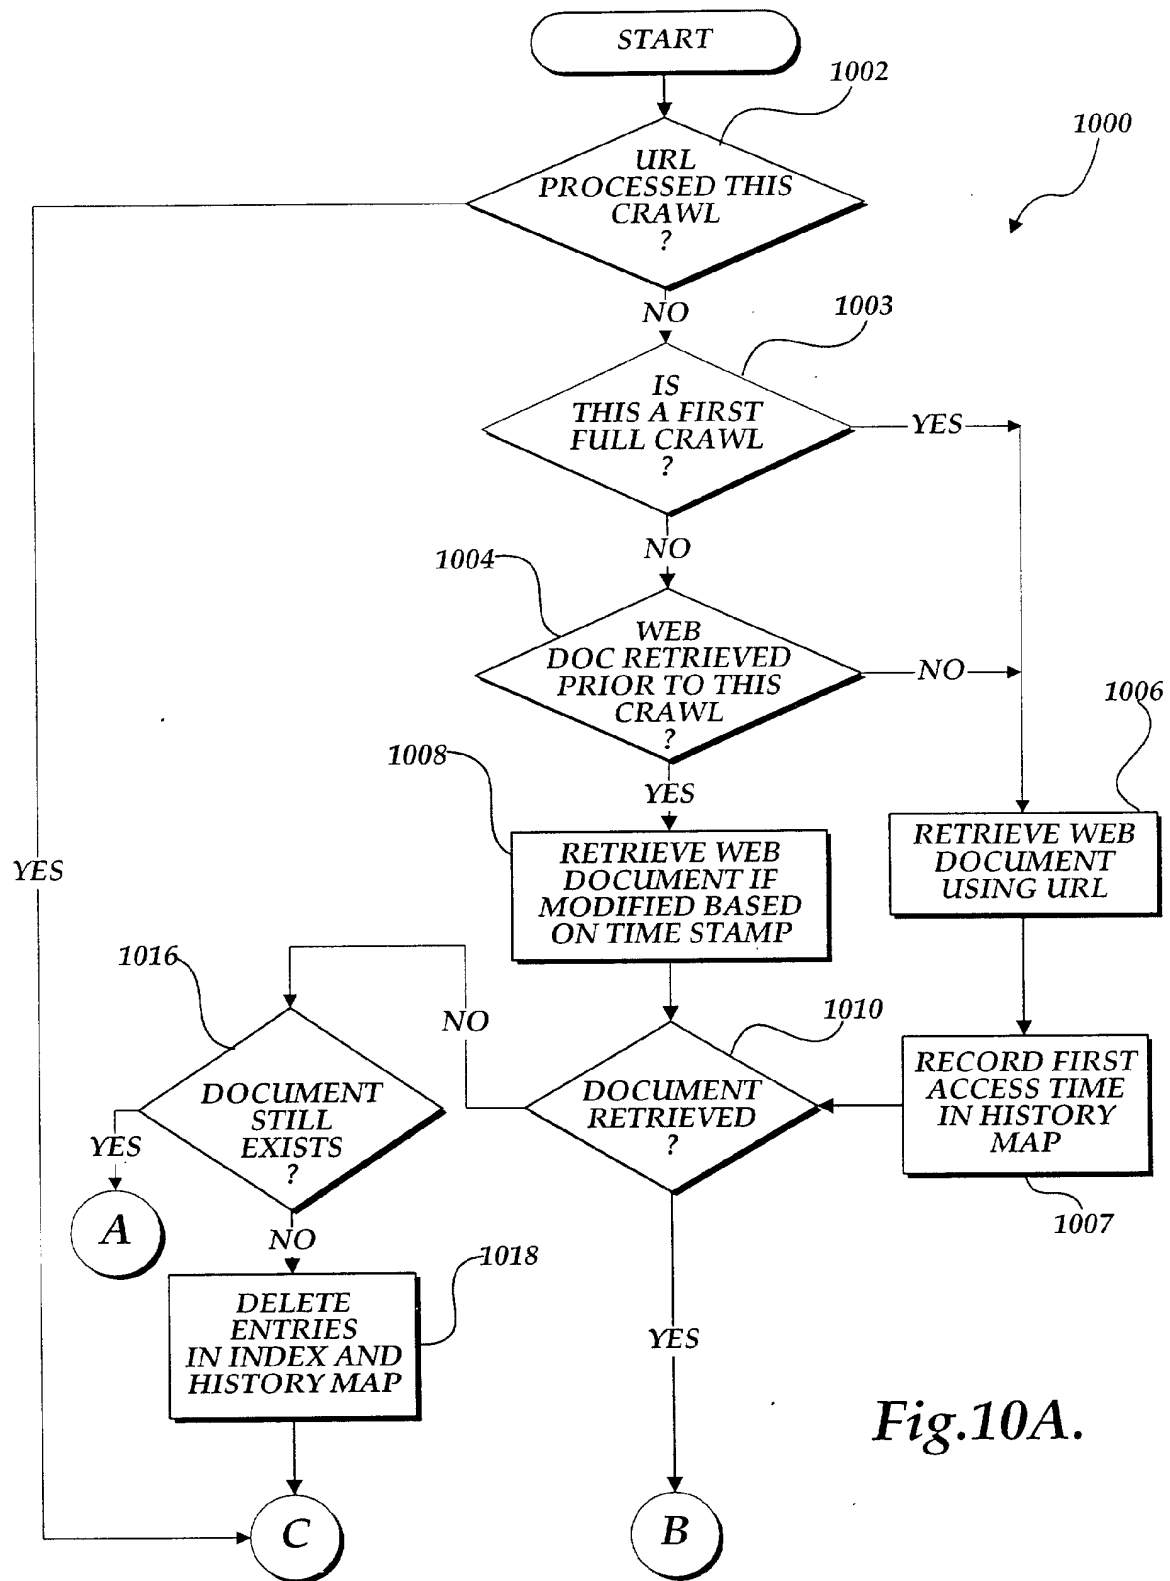 START
1002
1000
URL
PROCESSED THIS
CRAWL
?
NO
1003
IS
THIS A FIRST
FULL CRAWL
?
YES
NO
1004
WEB
DOC RETRIEVED
PRIOR TO THIS
CRAWL
?
NO
1006
1008
YES
YES
RETRIEVE WEB
DOCUMENT IF
MODIFIED BASED
ON TIME STAMP
RETRIEVE WEB
DOCUMENT
USING URL
1016
NO
1010
DOCUMENT
STILL
EXISTS
?
DOCUMENT
RETRIEVED
?
RECORD FIRST
ACCESS TIME
IN HISTORY
MAP
YES
1007
A
NO
1018
DELETE
ENTRIES
IN INDEX AND
HISTORY MAP
YES
Fig.10A.
C
B